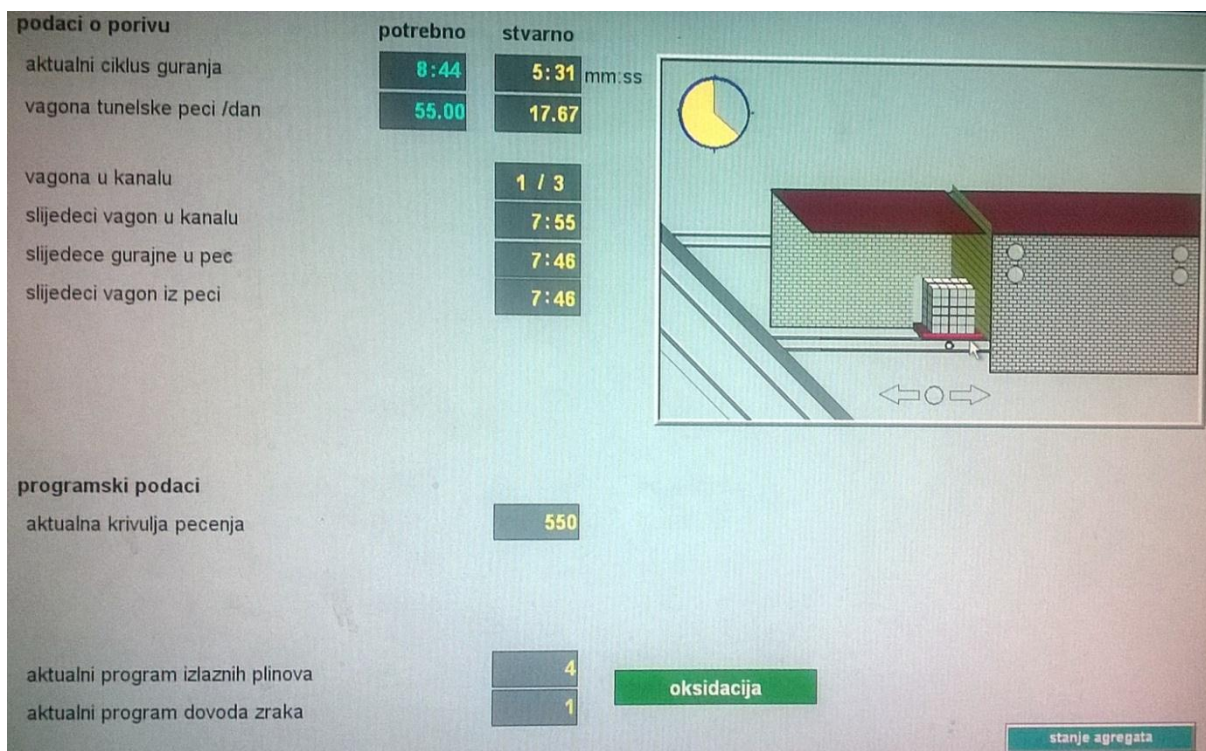 podaci o porivu potrebno stvarno
aktualni ciklus guranja 8:44 5:31 mm:ss
vagona tunelske peci /dan 55.00 17.67
vagona u kanalu 1 / 3
slijedeci vagon u kanalu 7:55
slijedece gurajne u pec 7:46
slijedeci vagon iz peci 7:46
programski podaci
aktualna krivulja pecenja 550
aktualni program izlaznih plinova 4
oksidacija
aktualni program dovoda zraka 1
stanje agregata